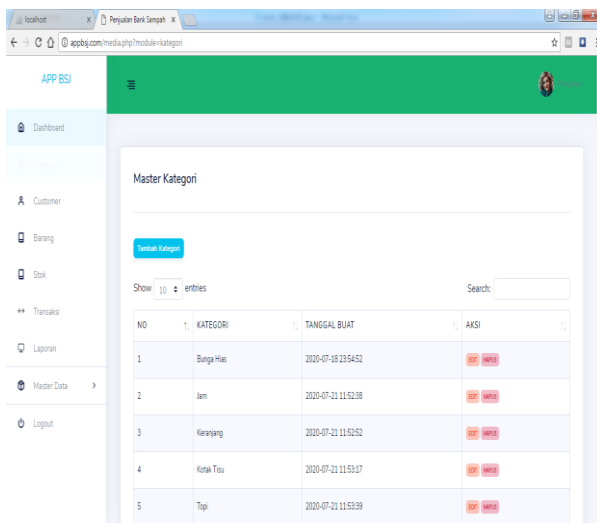 localhost
Penjualan Bank Sampah
appbsj.com/media.php?module=kategori
APP BSJ
Dashboard
Customer
Barang
Stok
Transaksi
Laporan
Master Data
Logout
Master Kategori
Tambah Kategori
Show 10 entries
Search:
NO KATEGORI TANGGAL BUAT AKSI
1 Bunga Hias 2020-07-18 23:54:52 EDIT HAPUS
2 Jam 2020-07-21 11:52:38 EDIT HAPUS
3 Keranjang 2020-07-21 11:52:52 EDIT HAPUS
4 Kotak Tisu 2020-07-21 11:53:17 EDIT HAPUS
5 Topi 2020-07-21 11:53:39 EDIT HAPUS